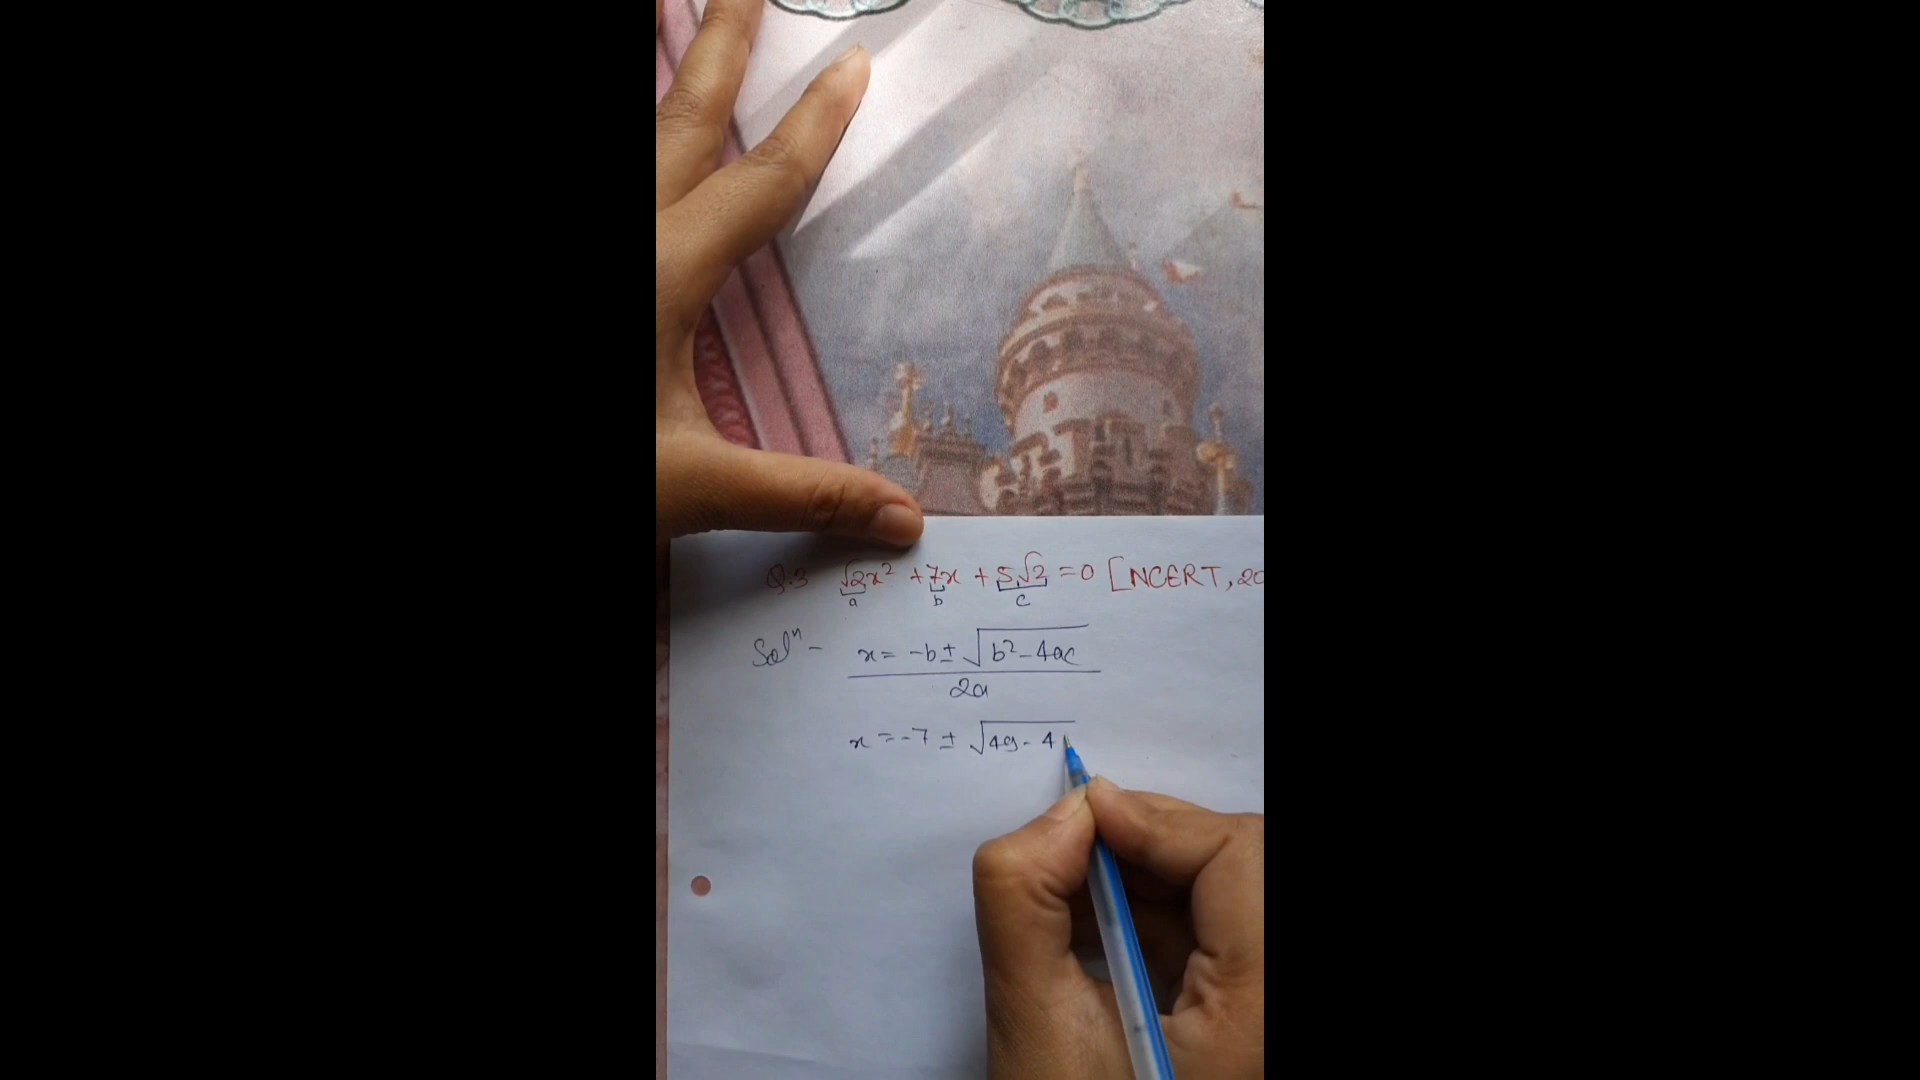 Q.3 √2x² + 7x + 5√2 = 0 [NCERT, 20
a b c
Solⁿ - x = -b ± √b² - 4ac
2a
x = -7 ± √49 - 4